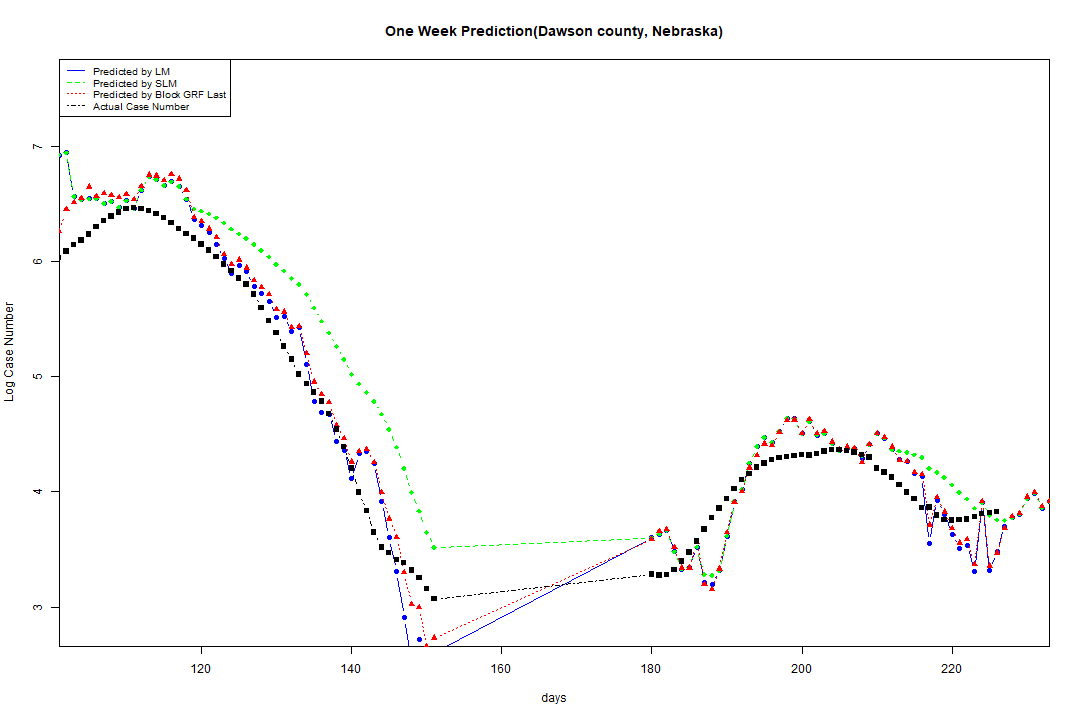 One Week Prediction(Dawson county, Nebraska)
Predicted by LM
Predicted by SLM
Predicted by Block GRF Last
Actual Case Number
7
6
5
4
3
Log Case Number
120 140 160 180 200 220
days